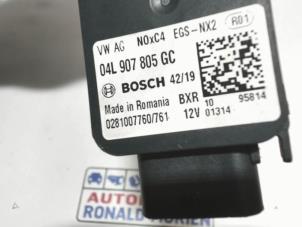 VW AG NOxC4 EGS-NX2 R01
04L 907 805 GC
BOSCH 42/19
Made in Romania BXR 10 95814
0281007760/761 12V 01314
AUTO
RONALD